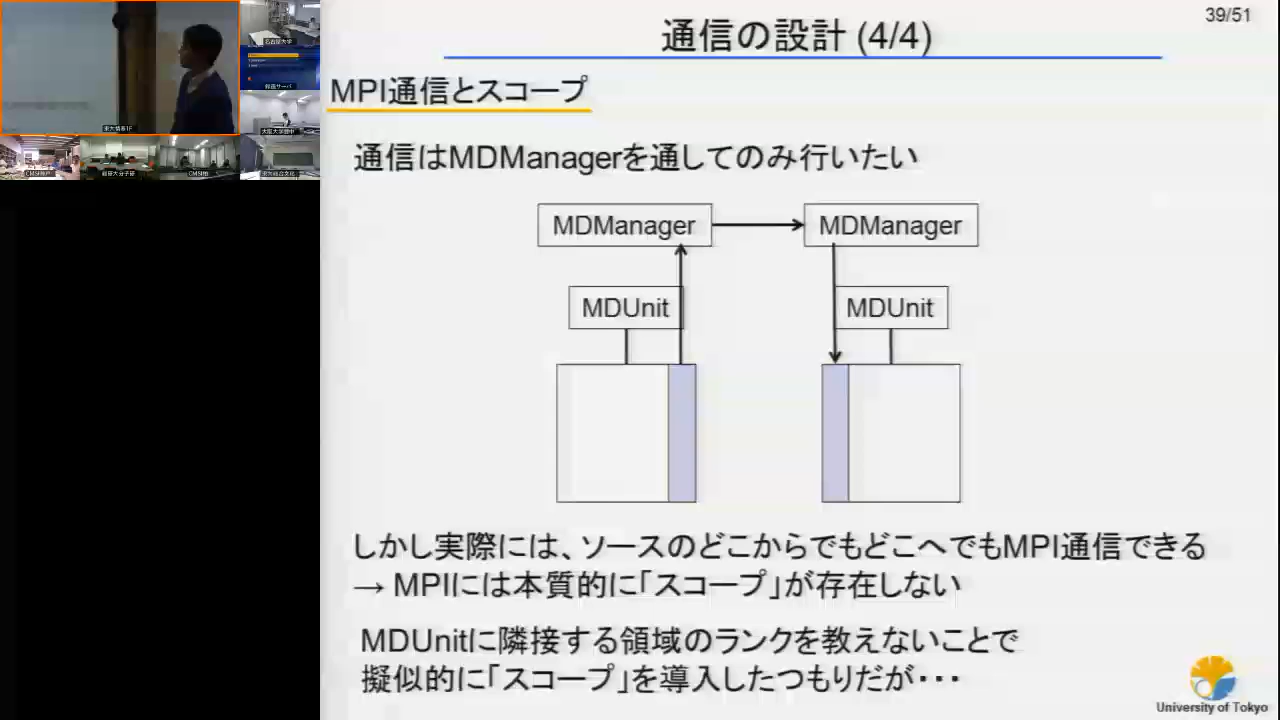 39/51
通信の設計 (4/4)
MPI通信とスコープ
通信はMDManagerを通してのみ行いたい
MDManager
MDManager
MDUnit
MDUnit
しかし実際には、ソースのどこからでもどこへでもMPI通信できる
→ MPIには本質的に「スコープ」が存在しない
MDUnitに隣接する領域のランクを教えないことで
擬似的に「スコープ」を導入したつもりだが・・・
University of Tokyo
名古屋大学